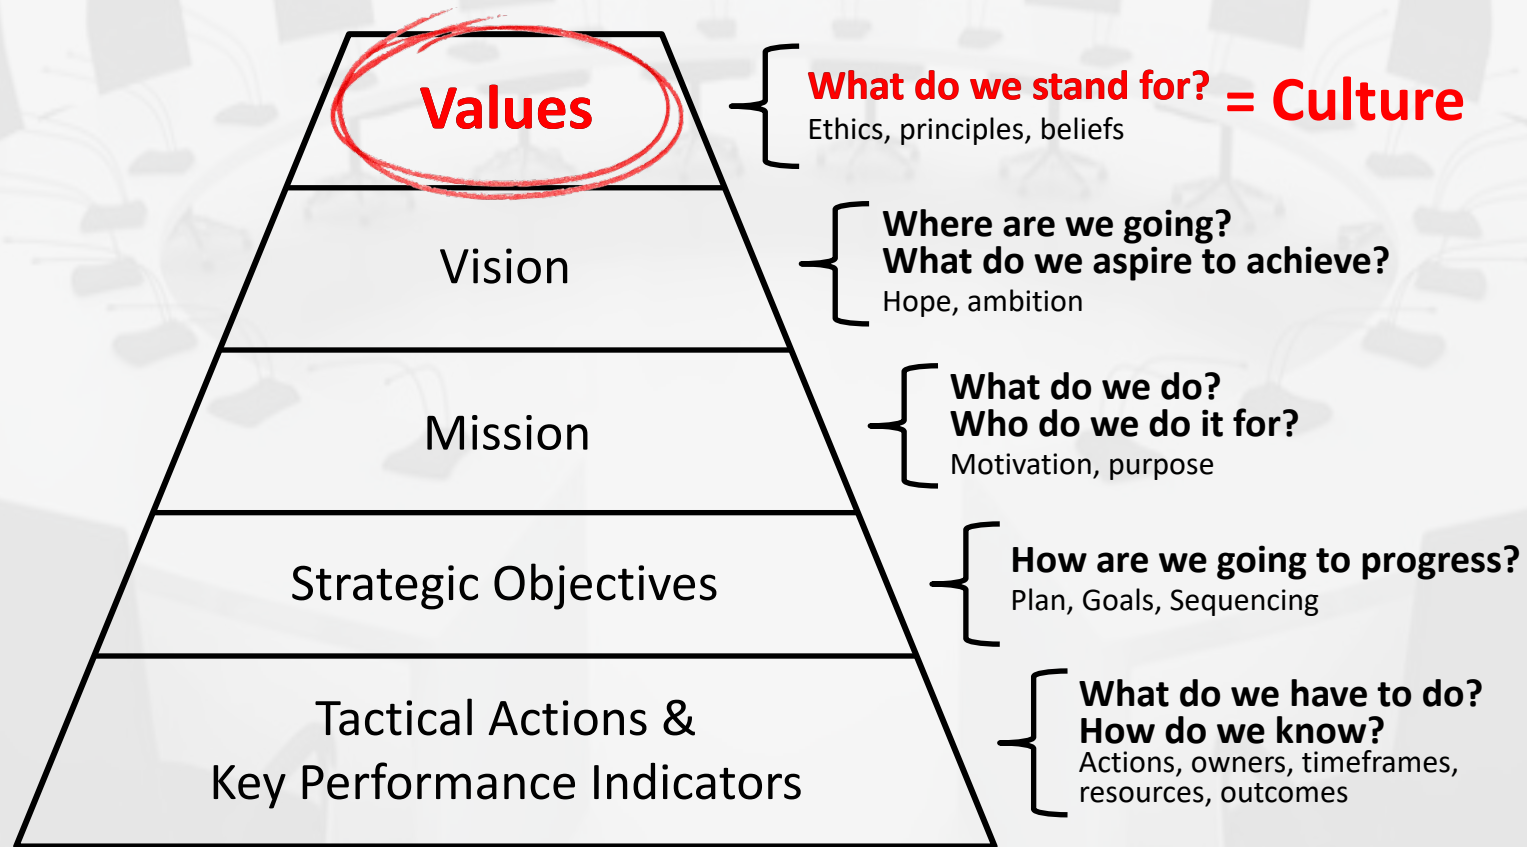 Values
What do we stand for? = Culture
Ethics, principles, beliefs
Vision
Where are we going?
What do we aspire to achieve?
Hope, ambition
Mission
What do we do?
Who do we do it for?
Motivation, purpose
Strategic Objectives
How are we going to progress?
Plan, Goals, Sequencing
Tactical Actions &
Key Performance Indicators
What do we have to do?
How do we know?
Actions, owners, timeframes,
resources, outcomes